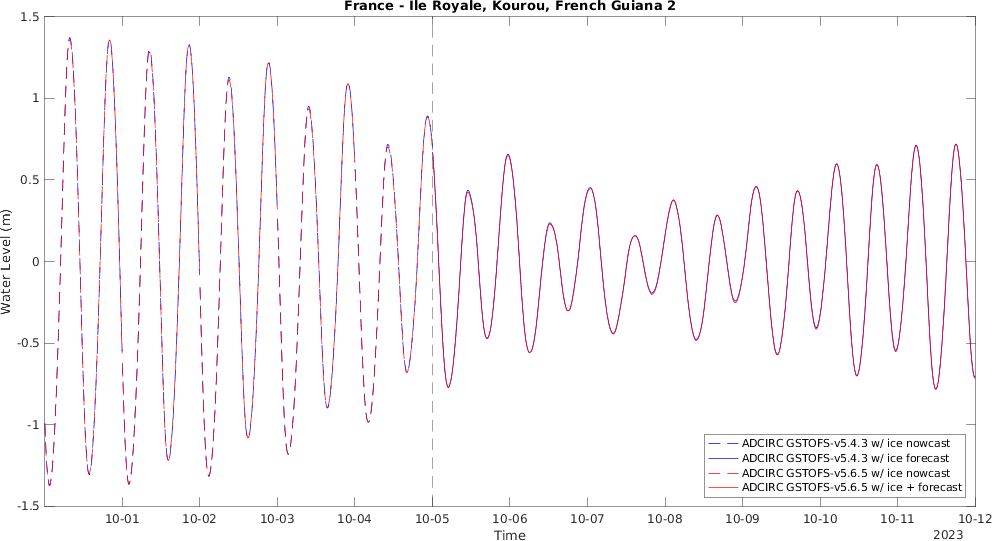 France - Ile Royale, Kourou, French Guiana 2
1.5
1
0.5
0
-0.5
-1
-1.5
Water Level (m)
ADCIRC GSTOFS-v5.4.3 w/ ice nowcast
ADCIRC GSTOFS-v5.4.3 w/ ice forecast
ADCIRC GSTOFS-v5.6.5 w/ ice nowcast
ADCIRC GSTOFS-v5.6.5 w/ ice + forecast
10-01 10-02 10-03 10-04 10-05 10-06 10-07 10-08 10-09 10-10 10-11 10-12
Time
2023